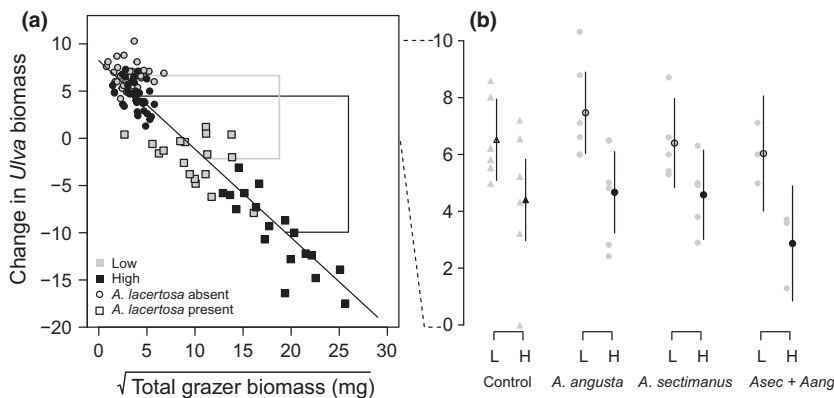 (a)
Change in Ulva biomass
10
5
0
−5
−10
−15
−20
Low
High
A. lacertosa absent
A. lacertosa present
0 5 10 15 20 25 30
√Total grazer biomass (mg)
(b)
10
8
6
4
2
0
L H L H L H L H
Control A. angusta A. sectimanus Asec + Aang